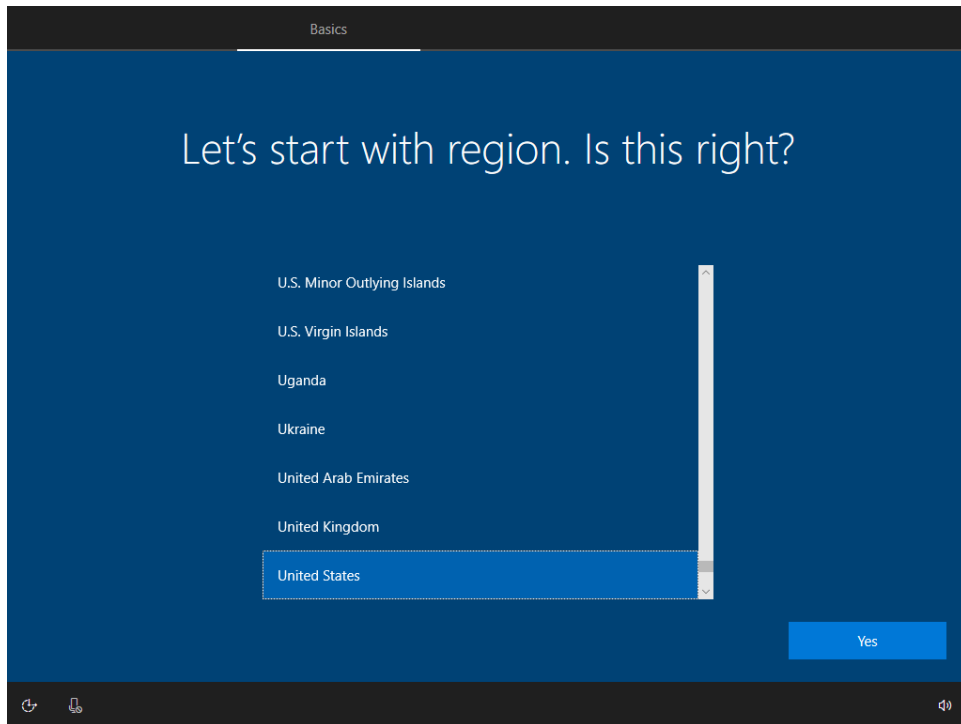 Basics
Let's start with region. Is this right?
U.S. Minor Outlying Islands
U.S. Virgin Islands
Uganda
Ukraine
United Arab Emirates
United Kingdom
United States
Yes